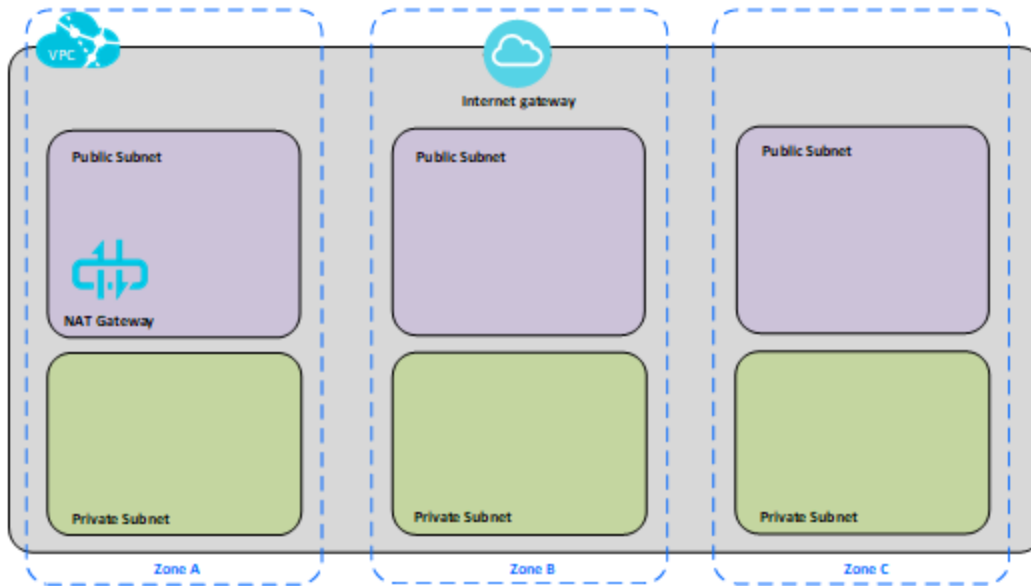 VPC
Internet gateway
Public Subnet
Public Subnet
Public Subnet
NAT Gateway
Private Subnet
Private Subnet
Private Subnet
Zone A
Zone B
Zone C